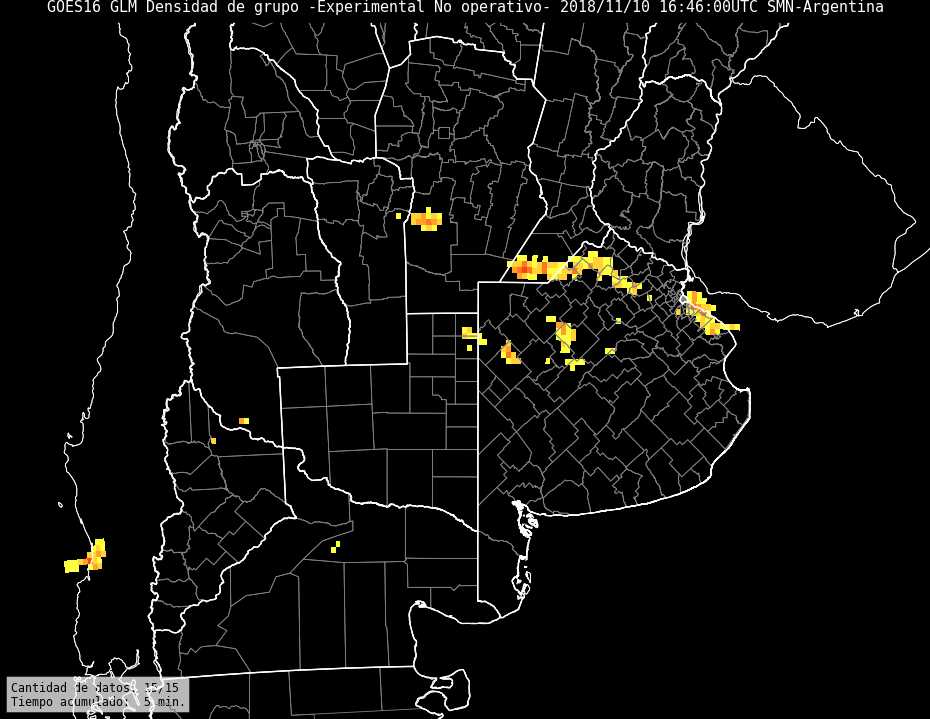 GOES16 GLM Densidad de grupo -Experimental No operativo- 2018/11/10 16:46:00UTC SMN-Argentina
Cantidad de datos: 15/15
Tiempo acumulado: 5 min.